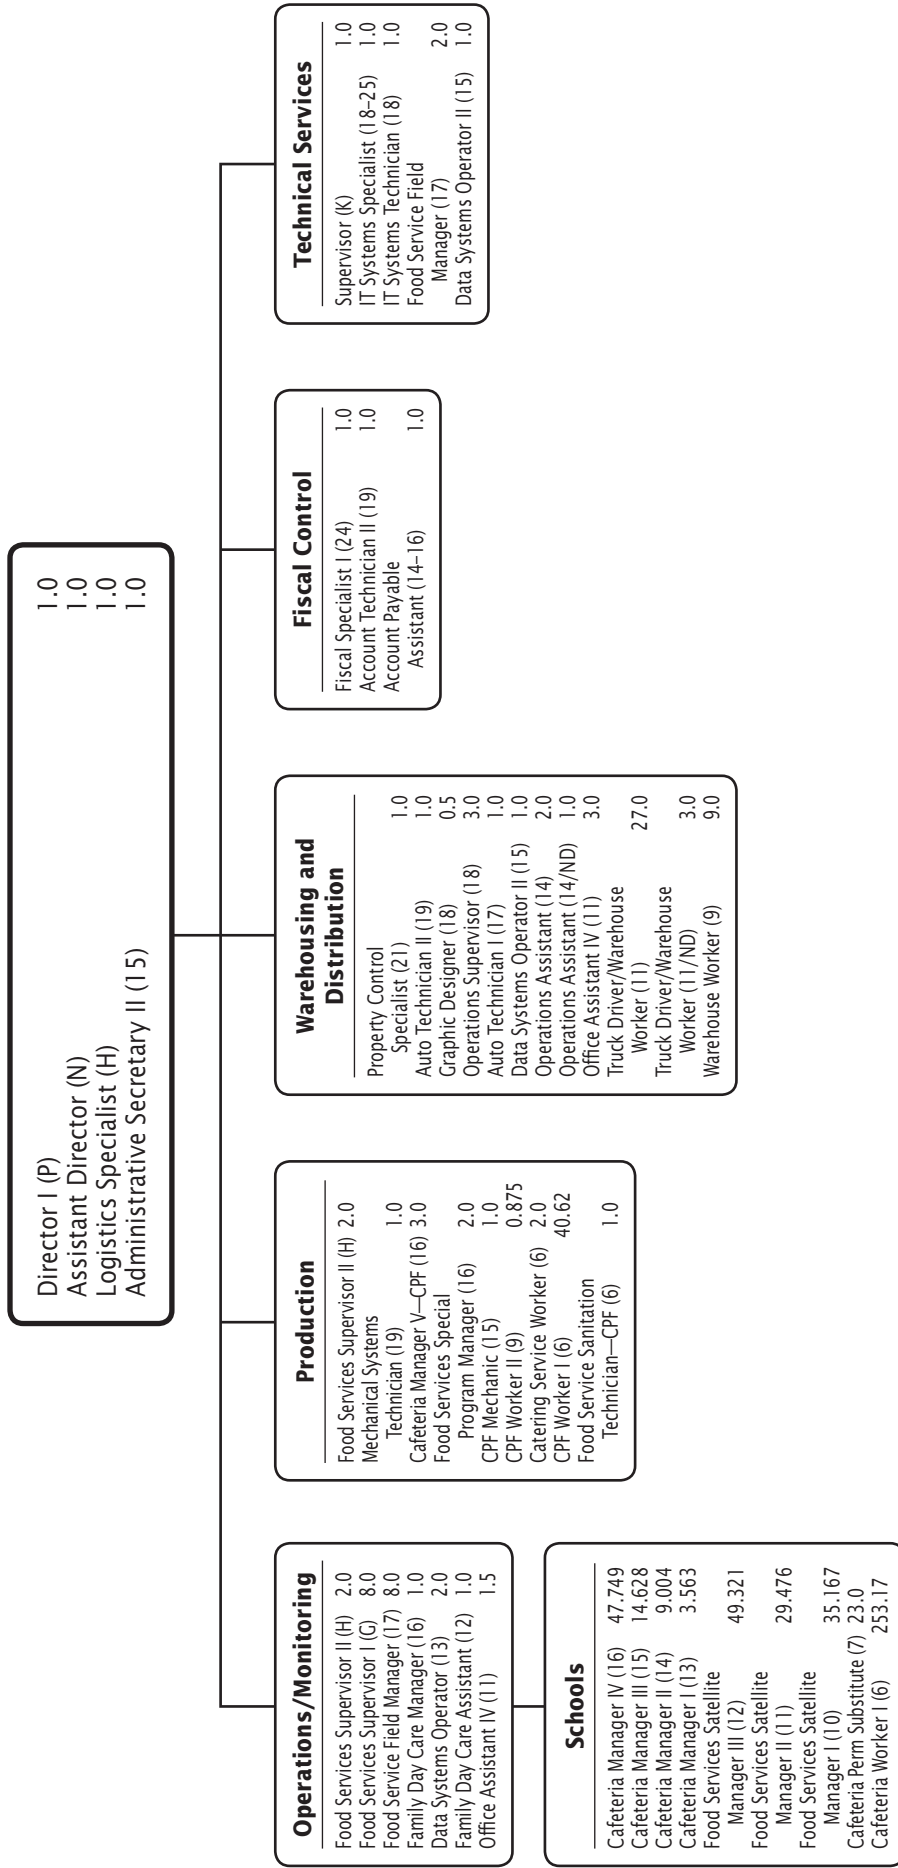 Director I (P) 1.0
Assistant Director (N) 1.0
Logistics Specialist (H) 1.0
Administrative Secretary II (15) 1.0
Operations/Monitoring
Food Services Supervisor II (H) 2.0
Food Services Supervisor I (G) 8.0
Food Service Field Manager (17) 8.0
Family Day Care Manager (16) 1.0
Data Systems Operator (13) 2.0
Family Day Care Assistant (12) 1.0
Office Assistant IV (11) 1.5
Schools
Cafeteria Manager IV (16) 47.749
Cafeteria Manager III (15) 14.628
Cafeteria Manager II (14) 9.004
Cafeteria Manager I (13) 3.563
Food Services Satellite
Manager III (12) 49.321
Food Services Satellite
Manager II (11) 29.476
Food Services Satellite
Manager I (10) 35.167
Cafeteria Perm Substitute (7) 23.0
Cafeteria Worker I (6) 253.17
Production
Food Services Supervisor II (H) 2.0
Mechanical Systems
Technician (19) 1.0
Cafeteria Manager V—CPF (16) 3.0
Food Services Special
Program Manager (16) 2.0
CPF Mechanic (15) 1.0
CPF Worker II (9) 0.875
Catering Service Worker (6) 2.0
CPF Worker I (6) 40.62
Food Service Sanitation
Technician—CPF (6) 1.0
Warehousing and
Distribution
Property Control
Specialist (21) 1.0
Auto Technician II (19) 1.0
Graphic Designer (18) 0.5
Operations Supervisor (18) 3.0
Auto Technician I (17) 1.0
Data Systems Operator II (15) 1.0
Operations Assistant (14) 2.0
Operations Assistant (14/ND) 1.0
Office Assistant IV (11) 3.0
Truck Driver/Warehouse
Worker (11) 27.0
Truck Driver/Warehouse
Worker (11/ND) 3.0
Warehouse Worker (9) 9.0
Fiscal Control
Fiscal Specialist I (24) 1.0
Account Technician II (19) 1.0
Account Payable
Assistant (14–16) 1.0
Technical Services
Supervisor (K) 1.0
IT Systems Specialist (18–25) 1.0
IT Systems Technician (18) 1.0
Food Service Field
Manager (17) 2.0
Data Systems Operator II (15) 1.0